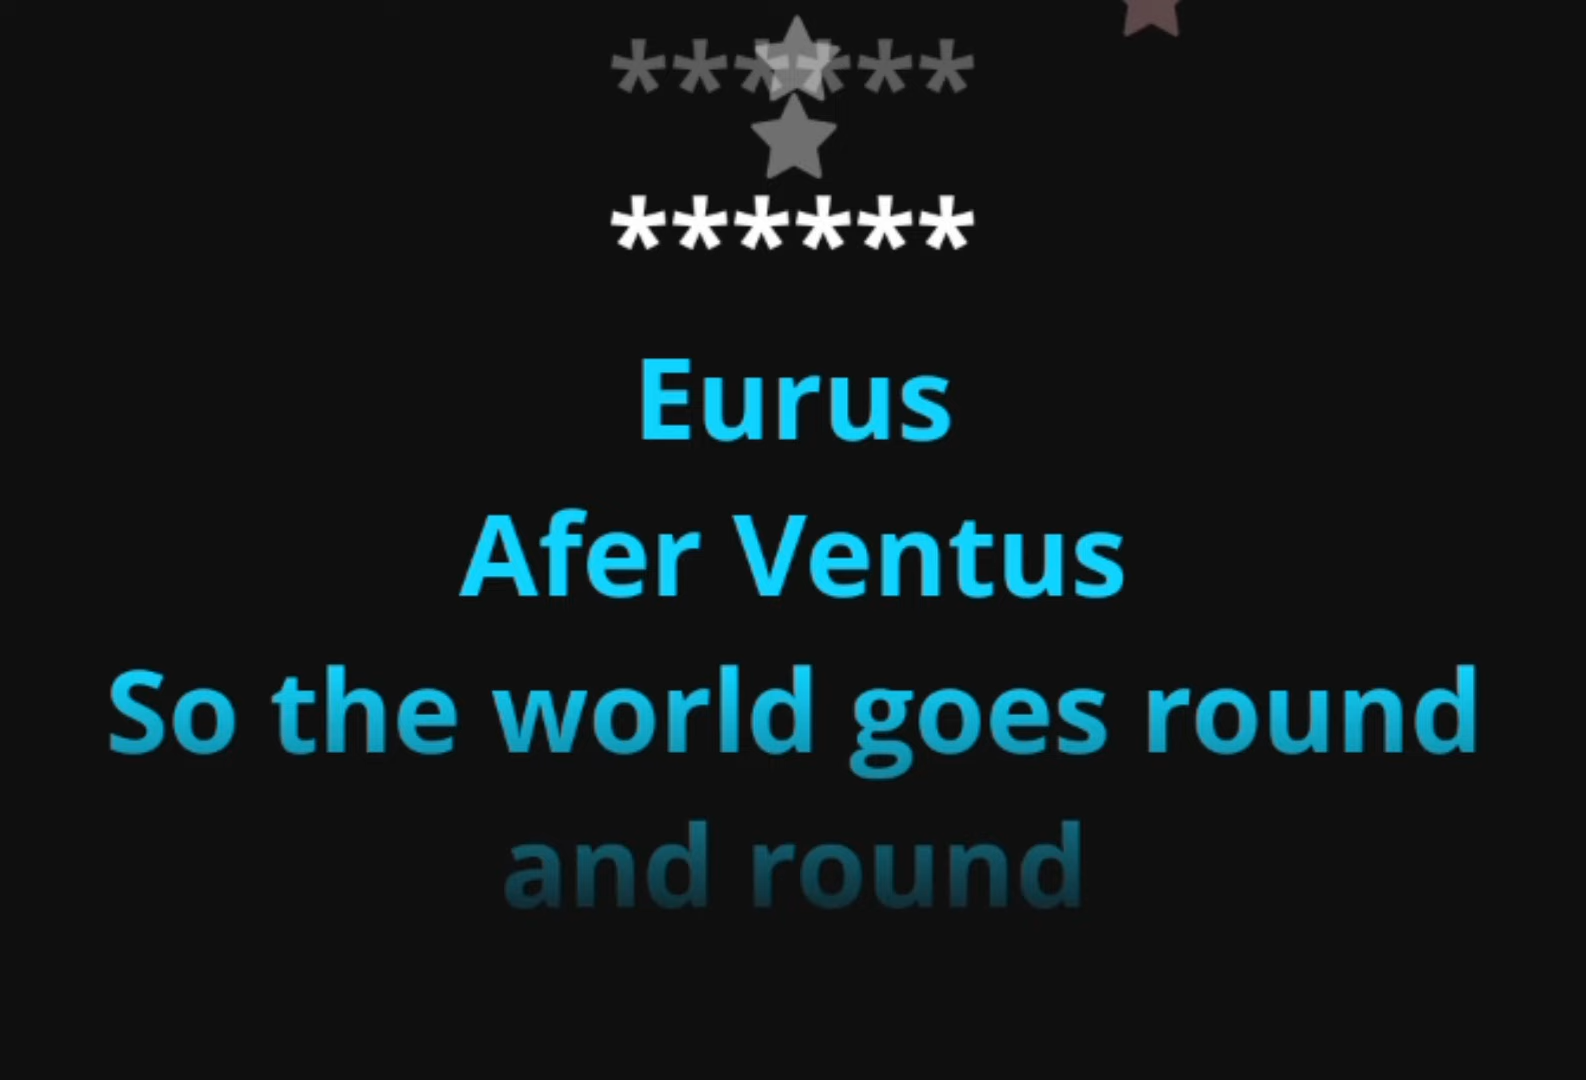 ******
******
Eurus
Afer Ventus
So the world goes round
and round